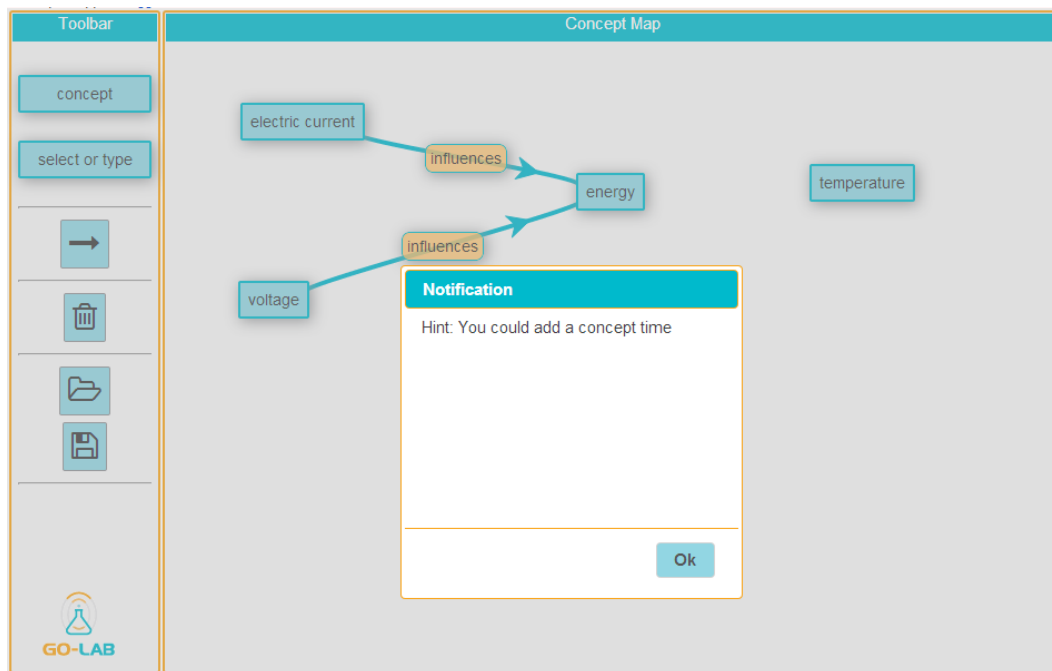 Toolbar
Concept Map
concept
select or type
electric current
influences
energy
temperature
influences
voltage
Notification
Hint: You could add a concept time
Ok
GO-LAB